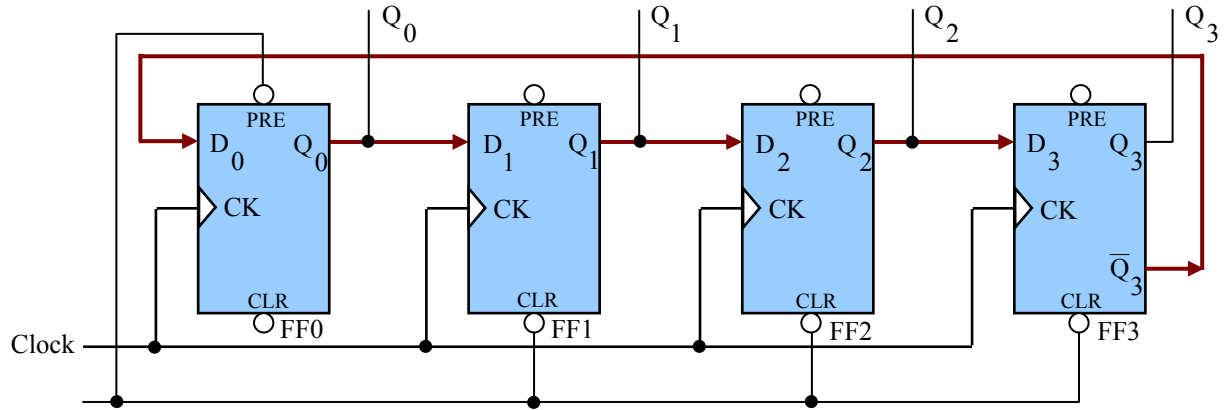 Q0 Q1 Q2 Q3
PRE PRE PRE PRE
D0 Q0 D1 Q1 D2 Q2 D3 Q3
CK CK CK CK
Q̅3
CLR CLR CLR CLR
FF0 FF1 FF2 FF3
Clock